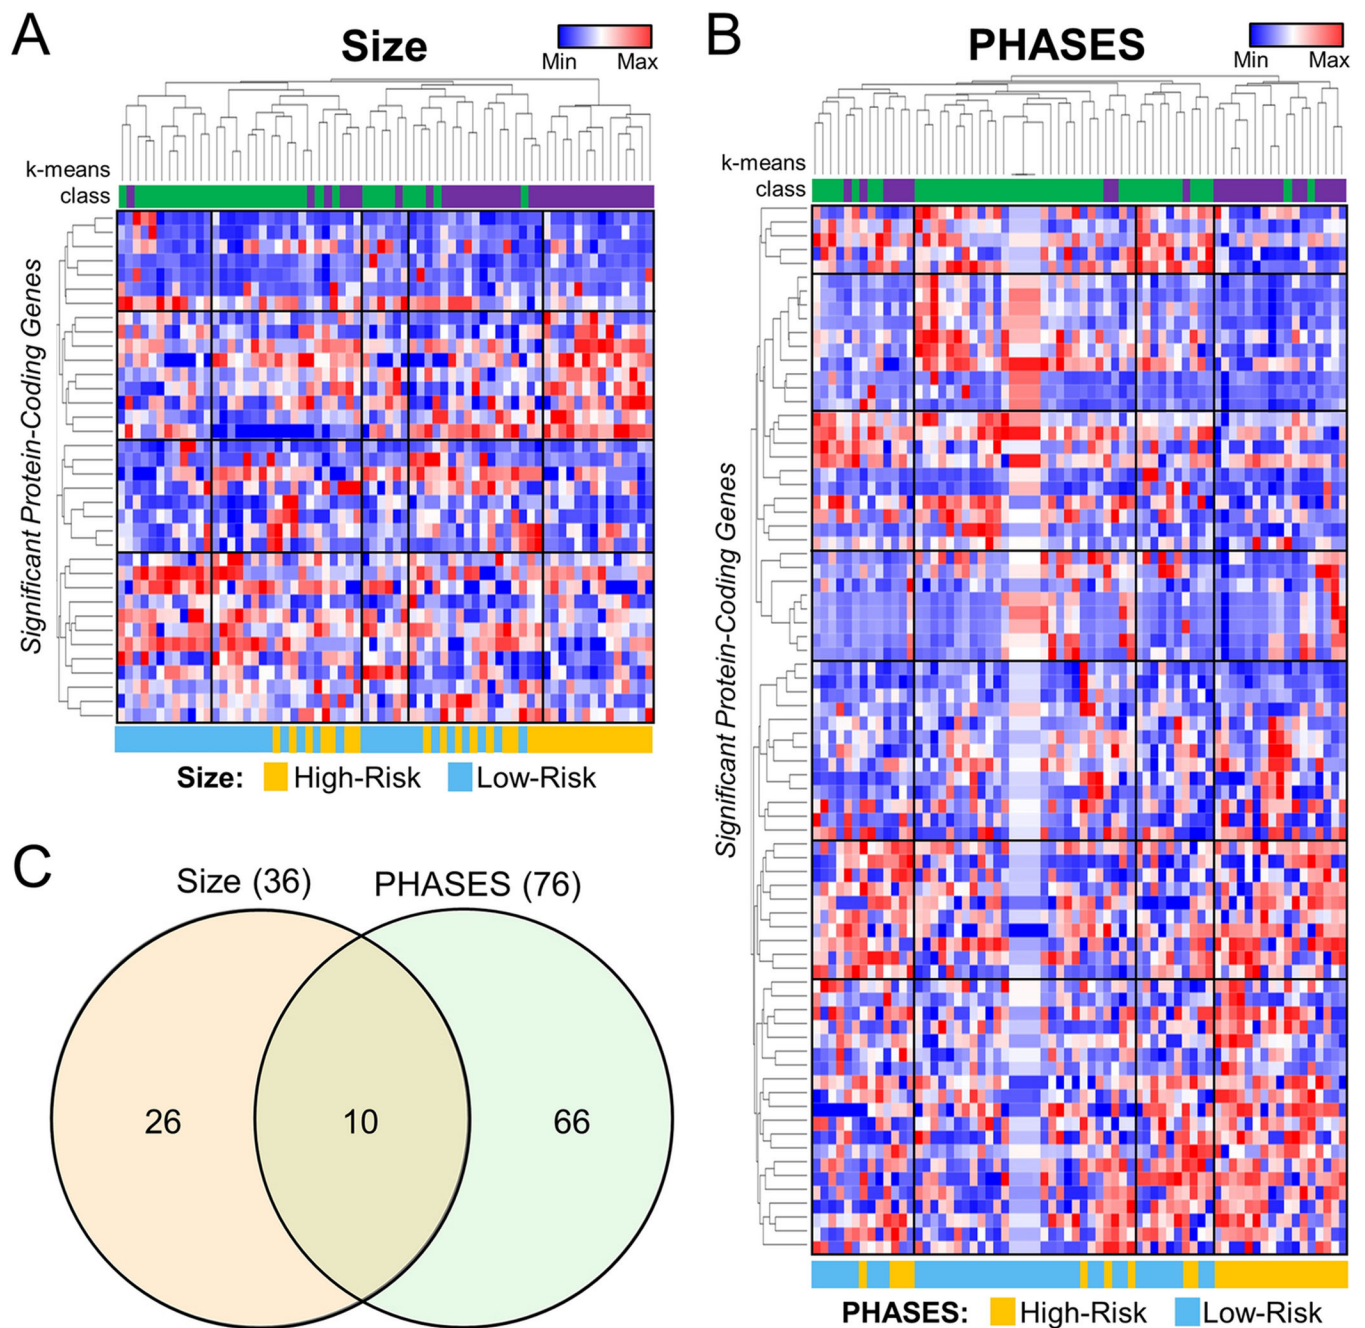 A
Size
Min Max
k-means
class
Significant Protein-Coding Genes
Size: High-Risk Low-Risk
B
PHASES
Min Max
k-means
class
Significant Protein-Coding Genes
PHASES: High-Risk Low-Risk
C
Size (36) PHASES (76)
26 10 66